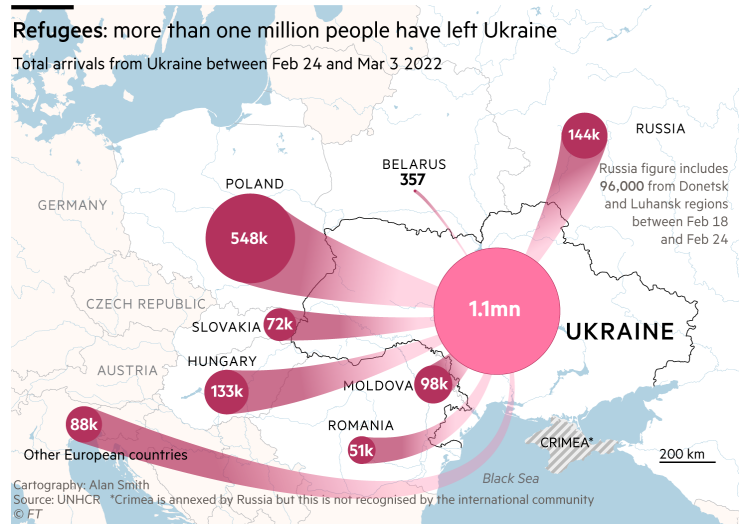 Refugees: more than one million people have left Ukraine
Total arrivals from Ukraine between Feb 24 and Mar 3 2022
RUSSIA
144k
BELARUS
357
Russia figure includes
96,000 from Donetsk
and Luhansk regions
between Feb 18
and Feb 24
POLAND
GERMANY
548k
CZECH REPUBLIC
1.1mn
SLOVAKIA
72k
UKRAINE
HUNGARY
AUSTRIA
133k
MOLDOVA
98k
88k
ROMANIA
51k
Other European countries
CRIMEA*
200 km
Black Sea
Cartography: Alan Smith
Source: UNHCR *Crimea is annexed by Russia but this is not recognised by the international community
© FT